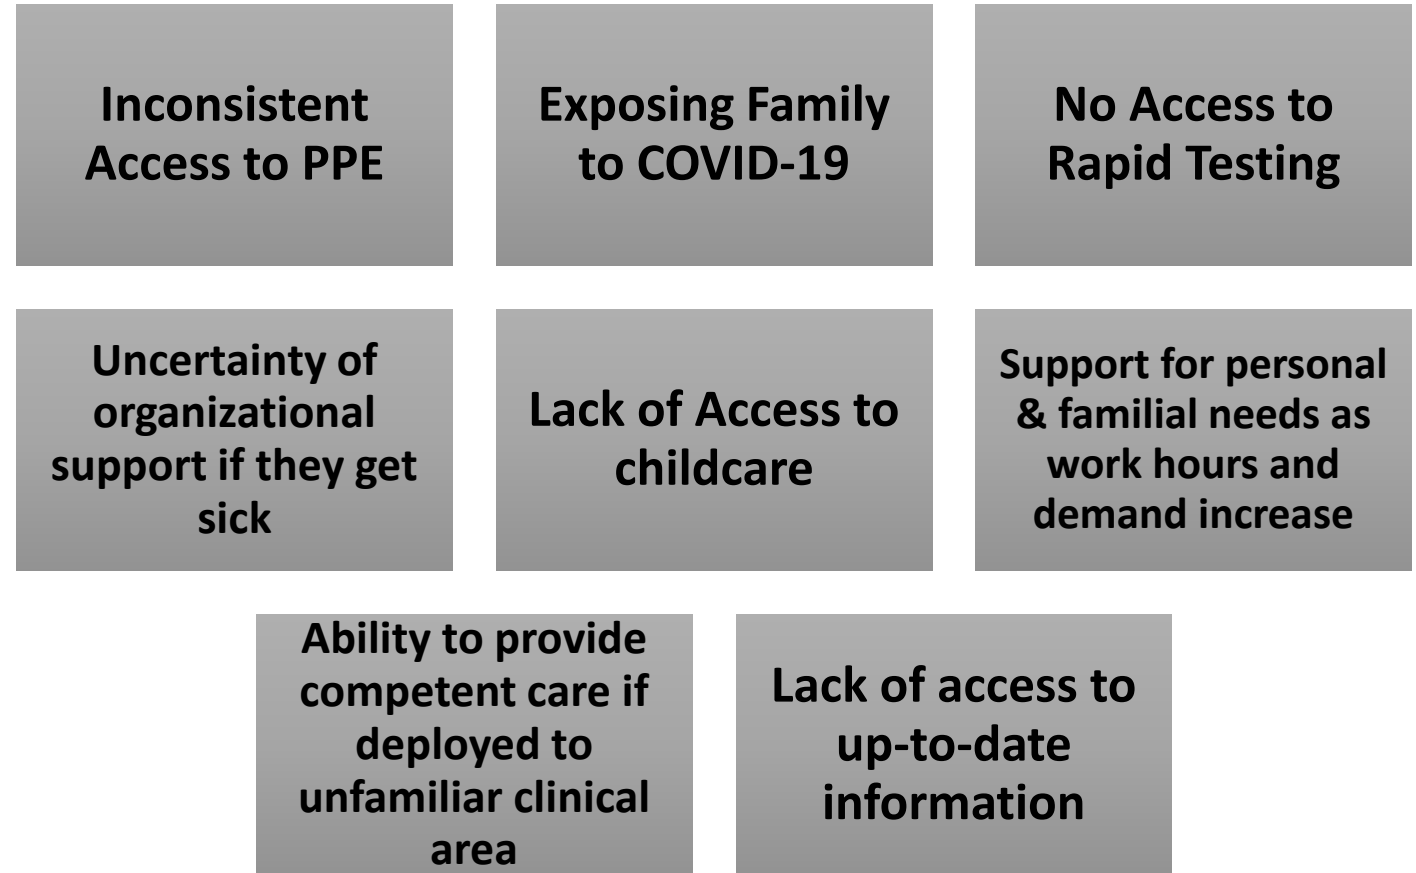 Inconsistent
Access to PPE
Exposing Family
to COVID-19
No Access to
Rapid Testing
Uncertainty of
organizational
support if they get
sick
Lack of Access to
childcare
Support for personal
& familial needs as
work hours and
demand increase
Ability to provide
competent care if
deployed to
unfamiliar clinical
area
Lack of access to
up-to-date
information